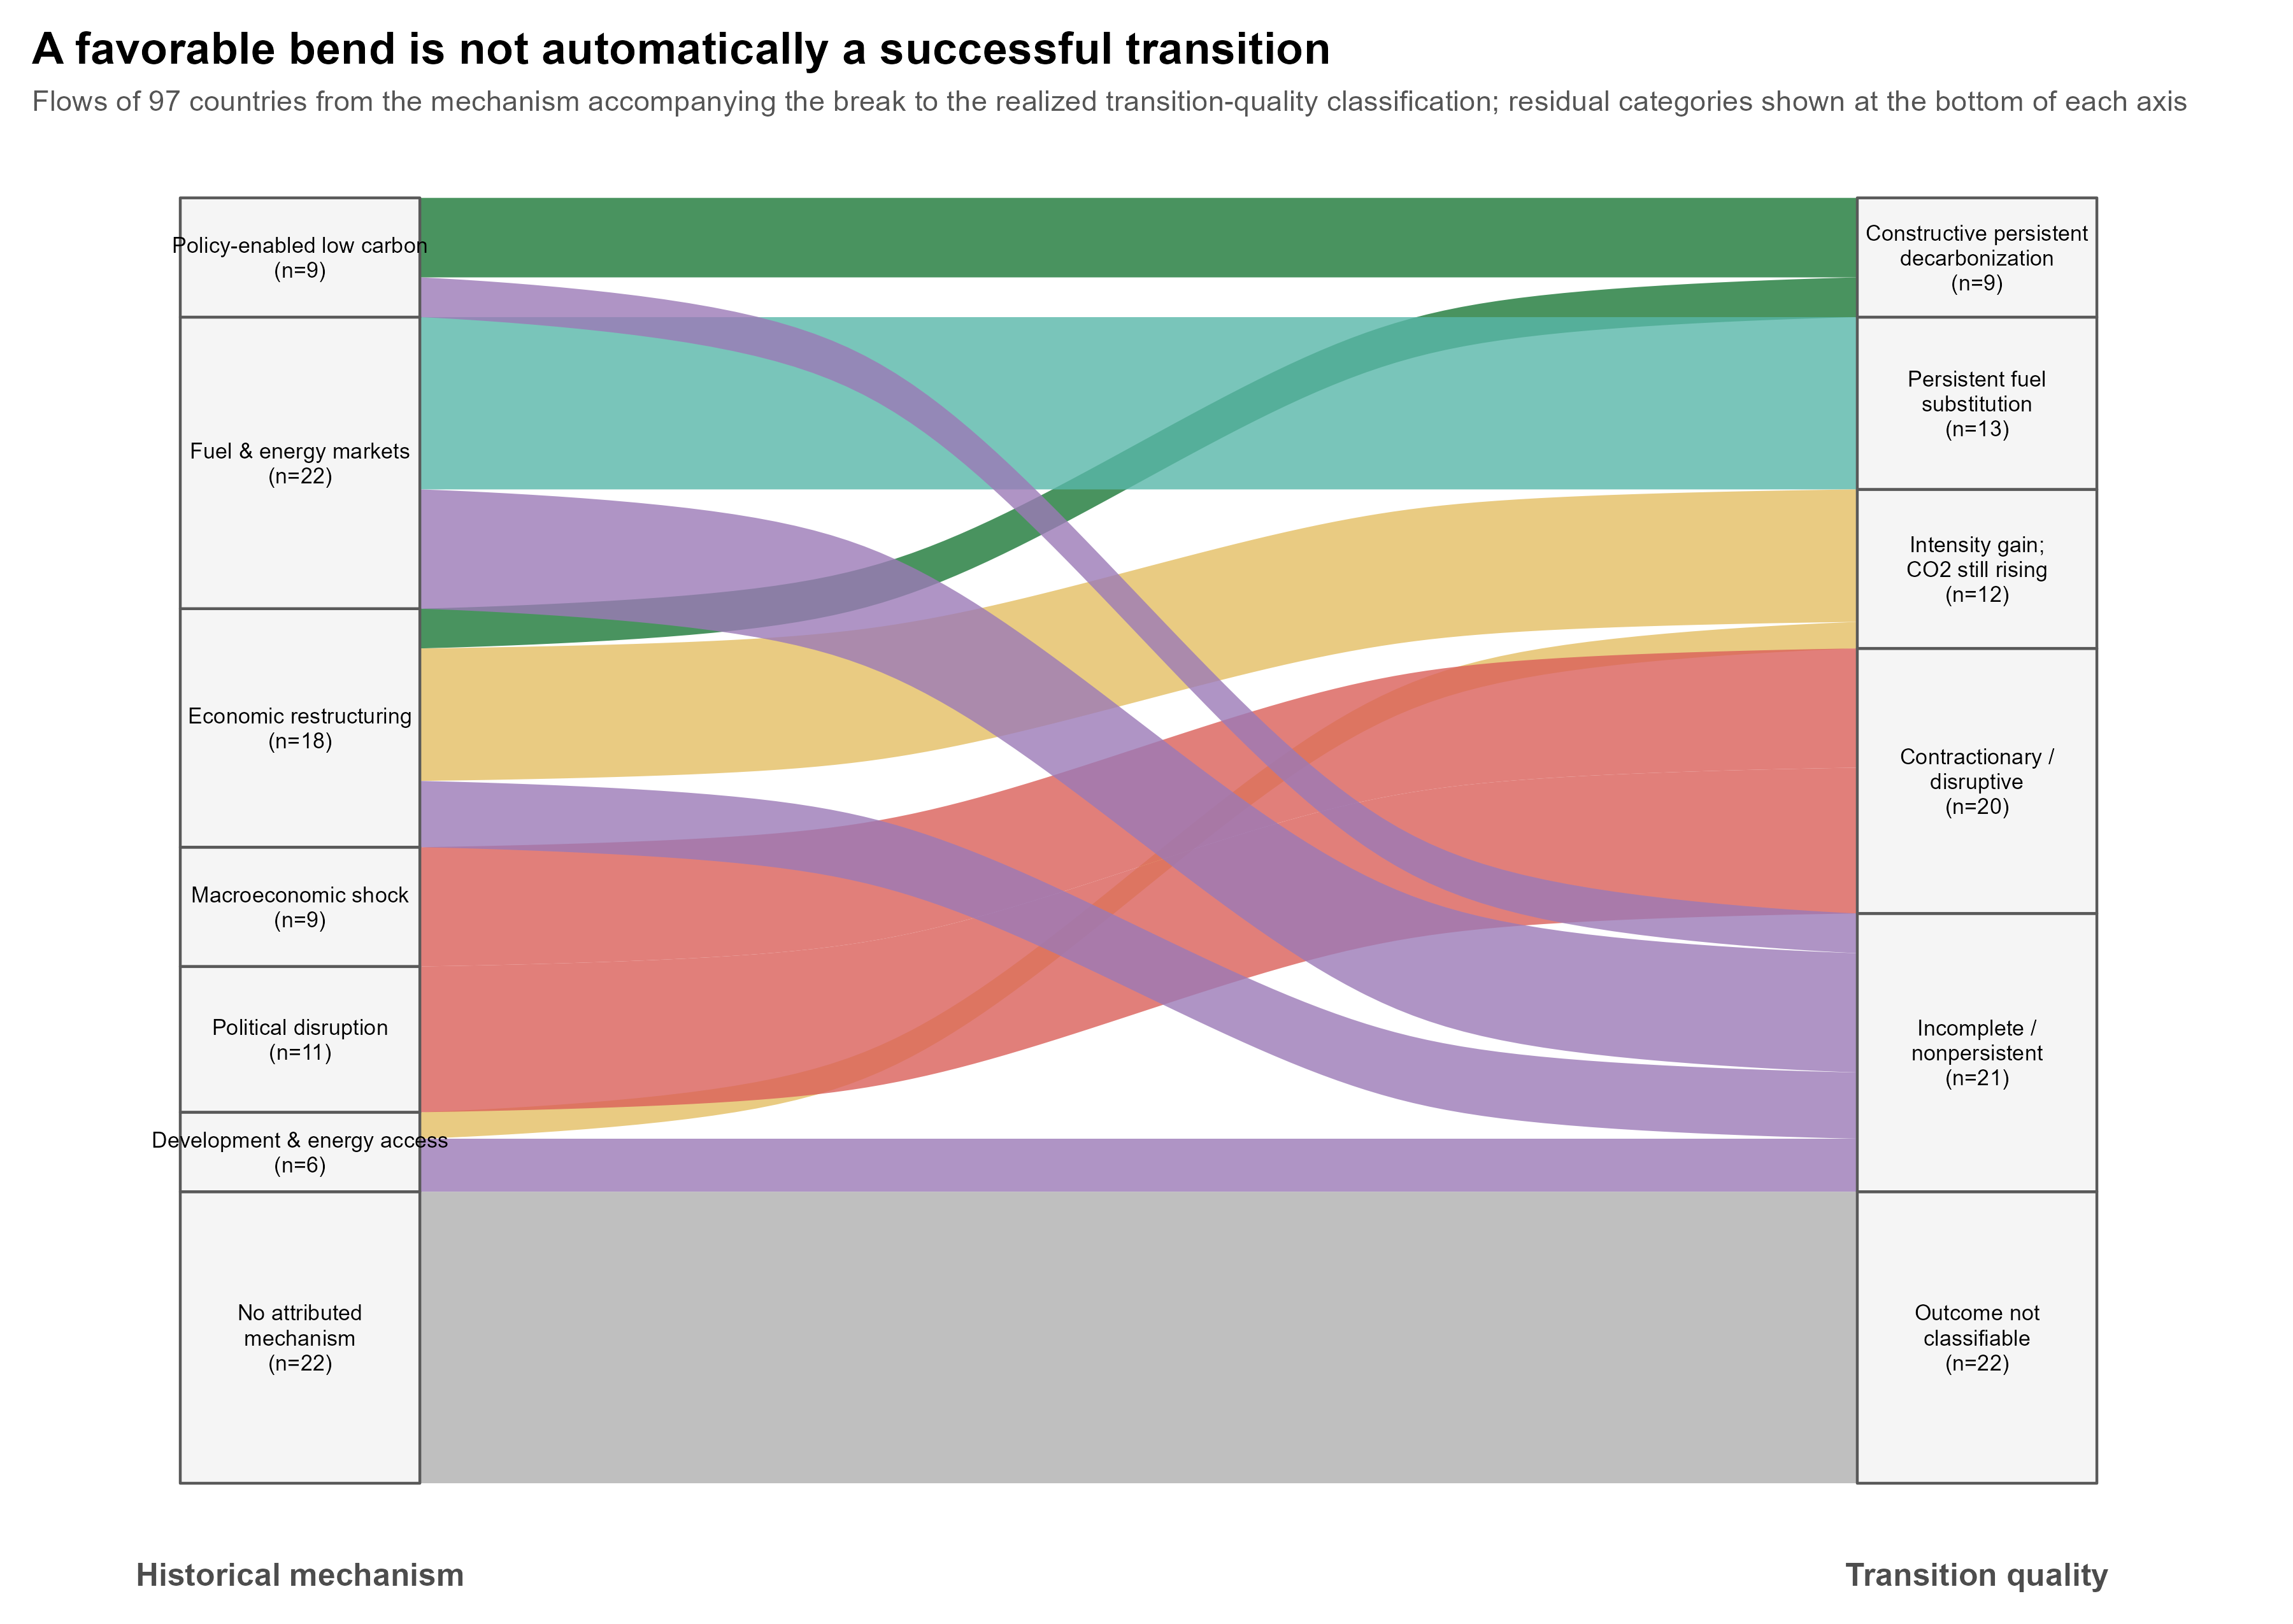 A favorable bend is not automatically a successful transition
Flows of 97 countries from the mechanism accompanying the break to the realized transition-quality classification; residual categories shown at the bottom of each axis
Policy-enabled low carbon
(n=9)
Fuel & energy markets
(n=22)
Economic restructuring
(n=18)
Macroeconomic shock
(n=9)
Political disruption
(n=11)
Development & energy access
(n=6)
No attributed
mechanism
(n=22)
Constructive persistent
decarbonization
(n=9)
Persistent fuel
substitution
(n=13)
Intensity gain;
CO2 still rising
(n=12)
Contractionary /
disruptive
(n=20)
Incomplete /
nonpersistent
(n=21)
Outcome not
classifiable
(n=22)
Historical mechanism
Transition quality